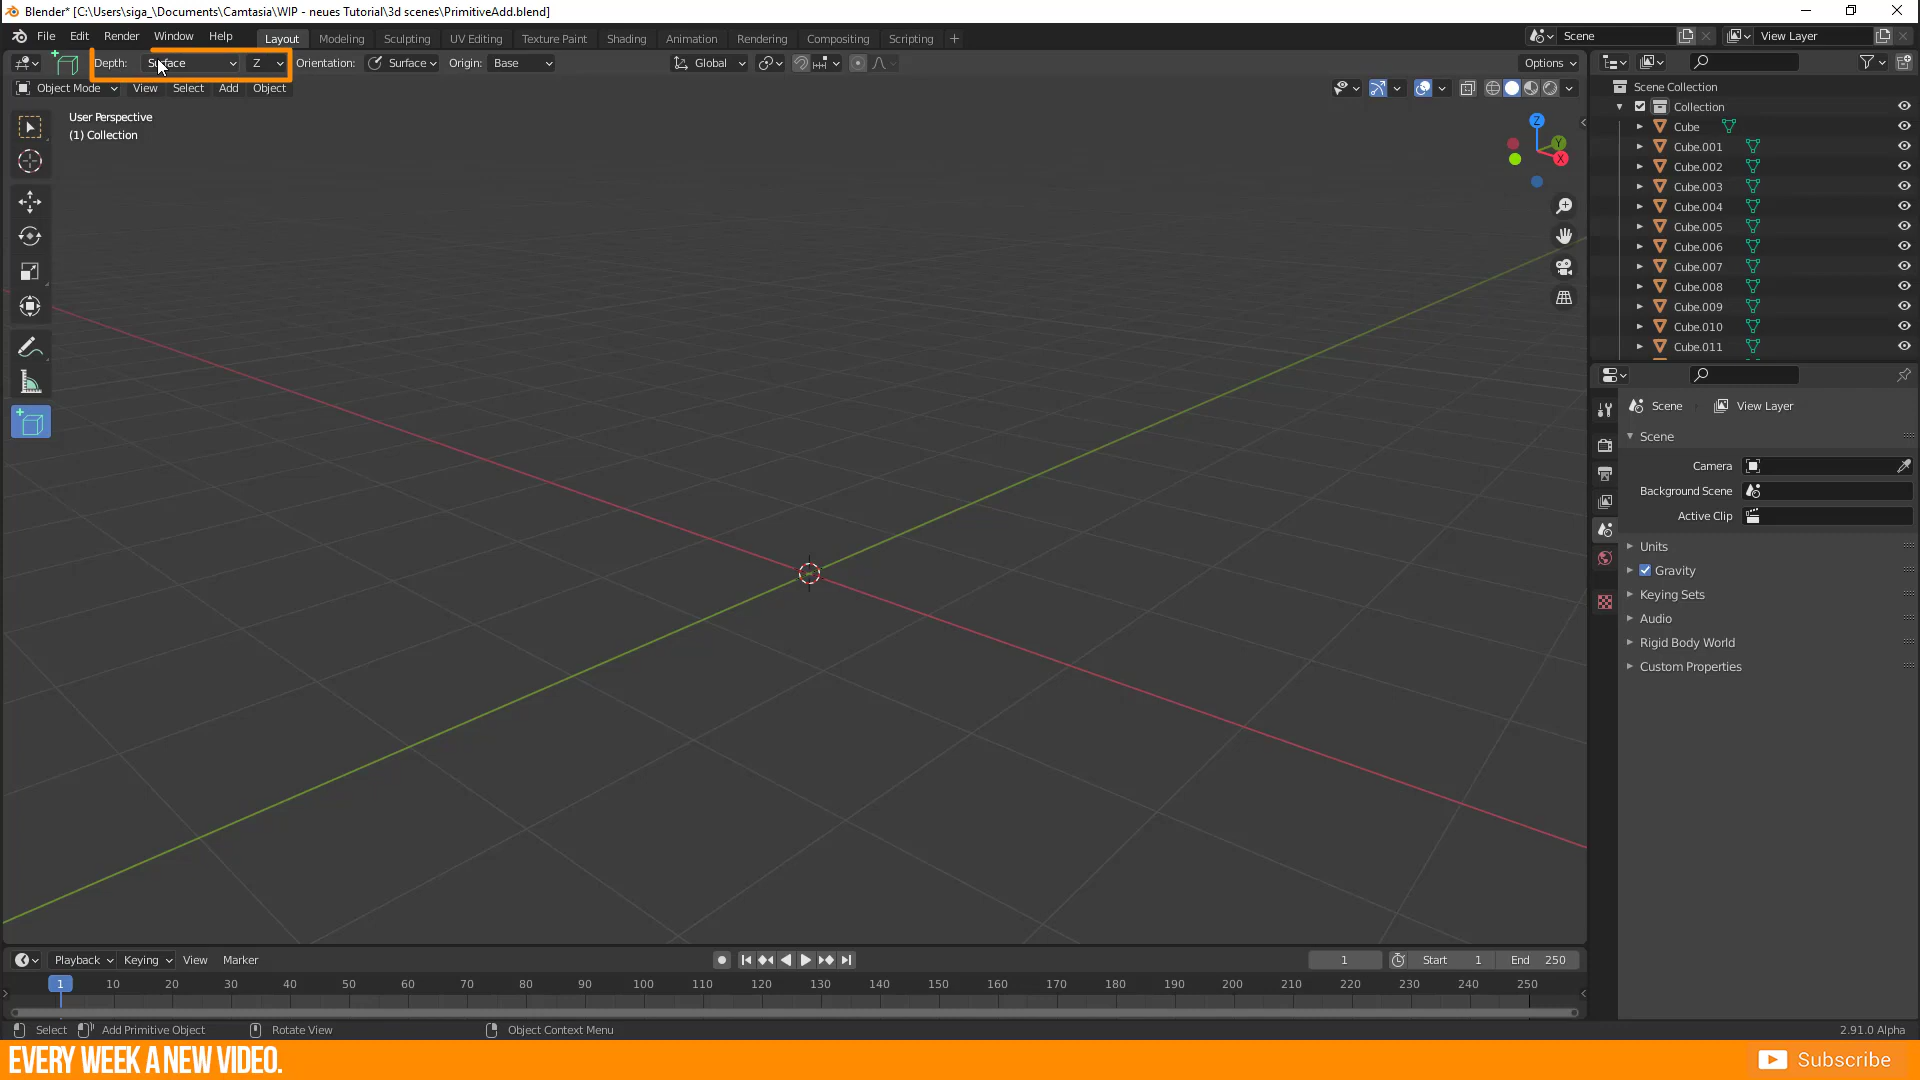 Blender* [C:\Users\siga_\Documents\Camtasia\WIP - neues Tutorial\3d scenes\PrimitiveAdd.blend]
File Edit Render Window Help Layout Modeling Sculpting UV Editing Texture Paint Shading Animation Rendering Compositing Scripting + Scene View Layer
Depth: Surface Z Orientation: Surface Origin: Base Global Options
Object Mode View Select Add Object
User Perspective
(1) Collection
Z
Y
X
Scene Collection
Collection
Cube
Cube.001
Cube.002
Cube.003
Cube.004
Cube.005
Cube.006
Cube.007
Cube.008
Cube.009
Cube.010
Cube.011
Scene View Layer
Scene
Camera
Background Scene
Active Clip
Units
Gravity
Keying Sets
Audio
Rigid Body World
Custom Properties
Playback Keying View Marker 1 Start 1 End 250
1 10 20 30 40 50 60 70 80 90 100 110 120 130 140 150 160 170 180 190 200 210 220 230 240 250
Select Add Primitive Object Rotate View Object Context Menu 2.91.0 Alpha
EVERY WEEK A NEW VIDEO.
Subscribe